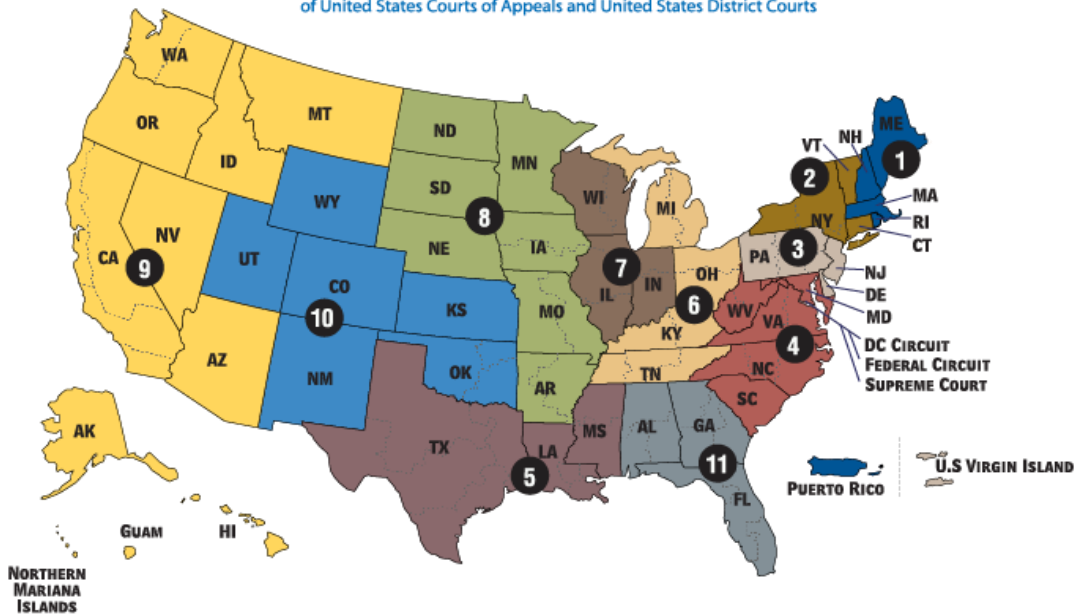 of United States Courts of Appeals and United States District Courts
WA
OR
MT
ID
ND
MN
SD
WY
8
WI
MI
VT
NH
ME
1
2
MA
NY
RI
CT
3
PA
NV
CA
9
UT
CO
10
NE
IA
KS
MO
7
IL
IN
OH
6
KY
WV
VA
4
NJ
DE
MD
DC CIRCUIT
FEDERAL CIRCUIT
SUPREME COURT
AZ
NM
OK
AR
TN
NC
SC
TX
LA
5
MS
AL
GA
11
FL
AK
PUERTO RICO
U.S VIRGIN ISLAND
GUAM
HI
NORTHERN
MARIANA
ISLANDS